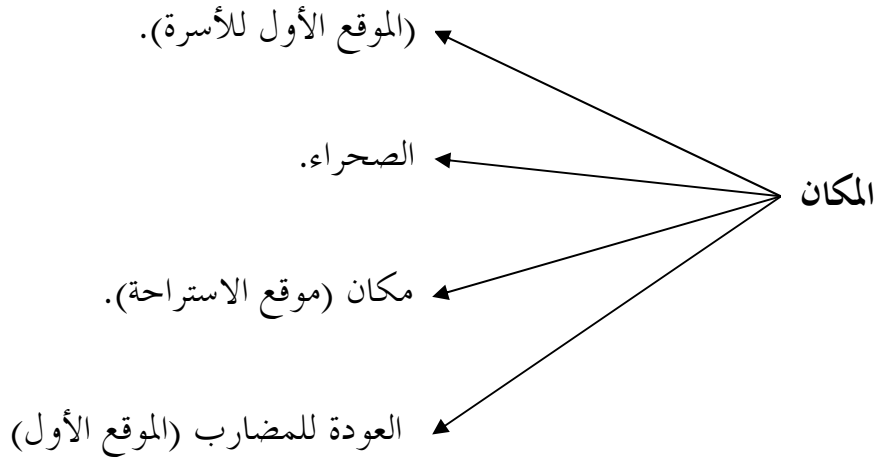 (الموقع الأول للأسرة).
الصحراء.
المكان
مكان (موقع الاستراحة).
العودة للمضارب (الموقع الأول)